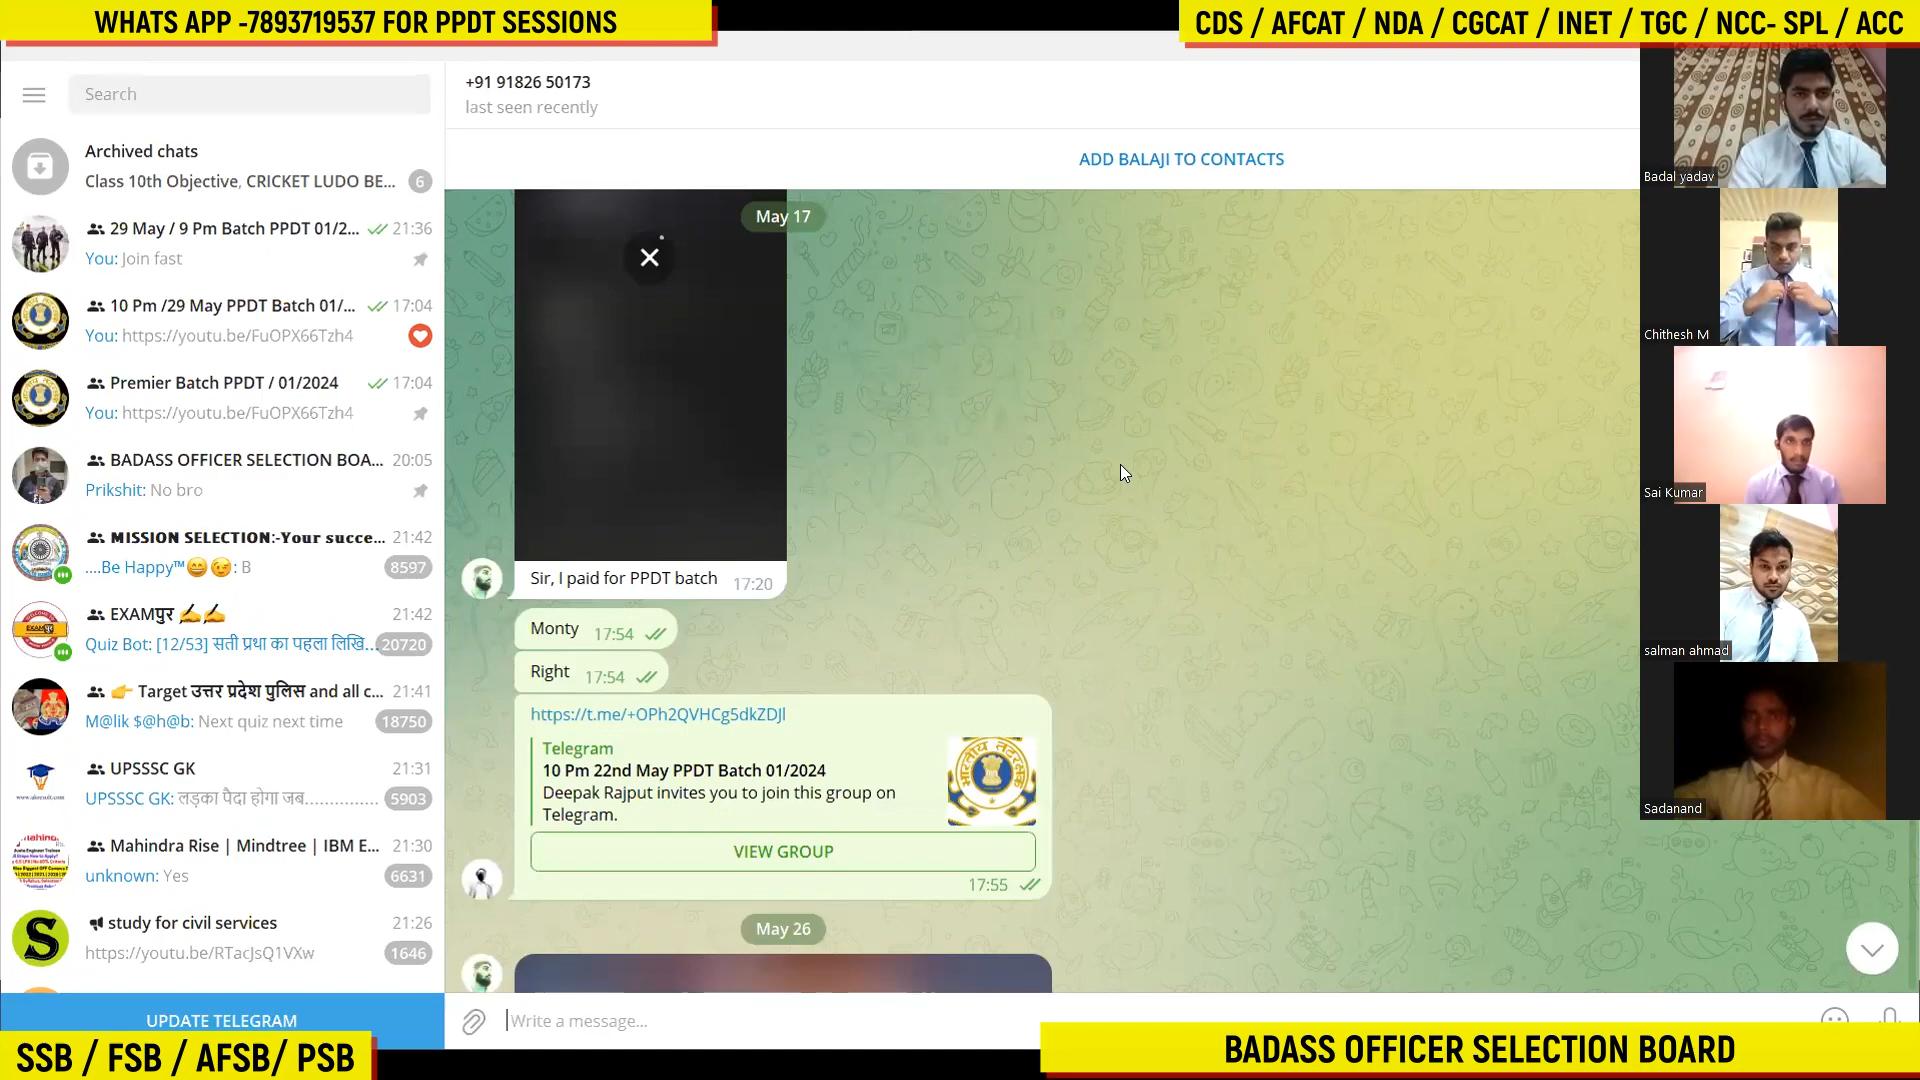 WHATS APP -7893719537 FOR PPDT SESSIONS
CDS / AFCAT / NDA / CGCAT / INET / TGC / NCC- SPL / ACC
Search
Archived chats
Class 10th Objective, CRICKET LUDO BE... 6
29 May / 9 Pm Batch PPDT 01/2... 21:36
You: Join fast
10 Pm /29 May PPDT Batch 01/... 17:04
You: https://youtu.be/FuOPX66Tzh4
Premier Batch PPDT / 01/2024 17:04
You: https://youtu.be/FuOPX66Tzh4
BADASS OFFICER SELECTION BOA... 20:05
Prikshit: No bro
MISSION SELECTION:-Your succe... 21:42
....Be Happy™😄😉: B 8597
EXAMपुर ✍✍ 21:42
Quiz Bot: [12/53] सती प्रथा का पहला लिखि... 20720
👉 Target उत्तर प्रदेश पुलिस and all c... 21:41
M@lik $@h@b: Next quiz next time 18750
UPSSSC GK 21:31
UPSSSC GK: लड़का पैदा होगा जब............... 5903
Mahindra Rise | Mindtree | IBM E... 21:30
unknown: Yes 6631
study for civil services 21:26
https://youtu.be/RTacJsQ1VXw 1646
UPDATE TELEGRAM
+91 91826 50173
last seen recently
ADD BALAJI TO CONTACTS
May 17
Sir, I paid for PPDT batch 17:20
Monty 17:54
Right 17:54
https://t.me/+OPh2QVHCg5dkZDJl
Telegram
10 Pm 22nd May PPDT Batch 01/2024
Deepak Rajput invites you to join this group on
Telegram.
VIEW GROUP
17:55
May 26
Write a message...
Badal yadav
Chithesh M
Sai Kumar
salman ahmad
Sadanand
SSB / FSB / AFSB/ PSB
BADASS OFFICER SELECTION BOARD